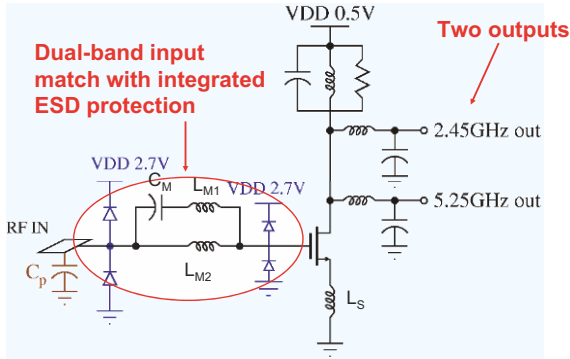 VDD 0.5V
Two outputs
Dual-band input
match with integrated
ESD protection
2.45GHz out
VDD 2.7V
CM
LM1
VDD 2.7V
5.25GHz out
RF IN
Cp
LM2
LS